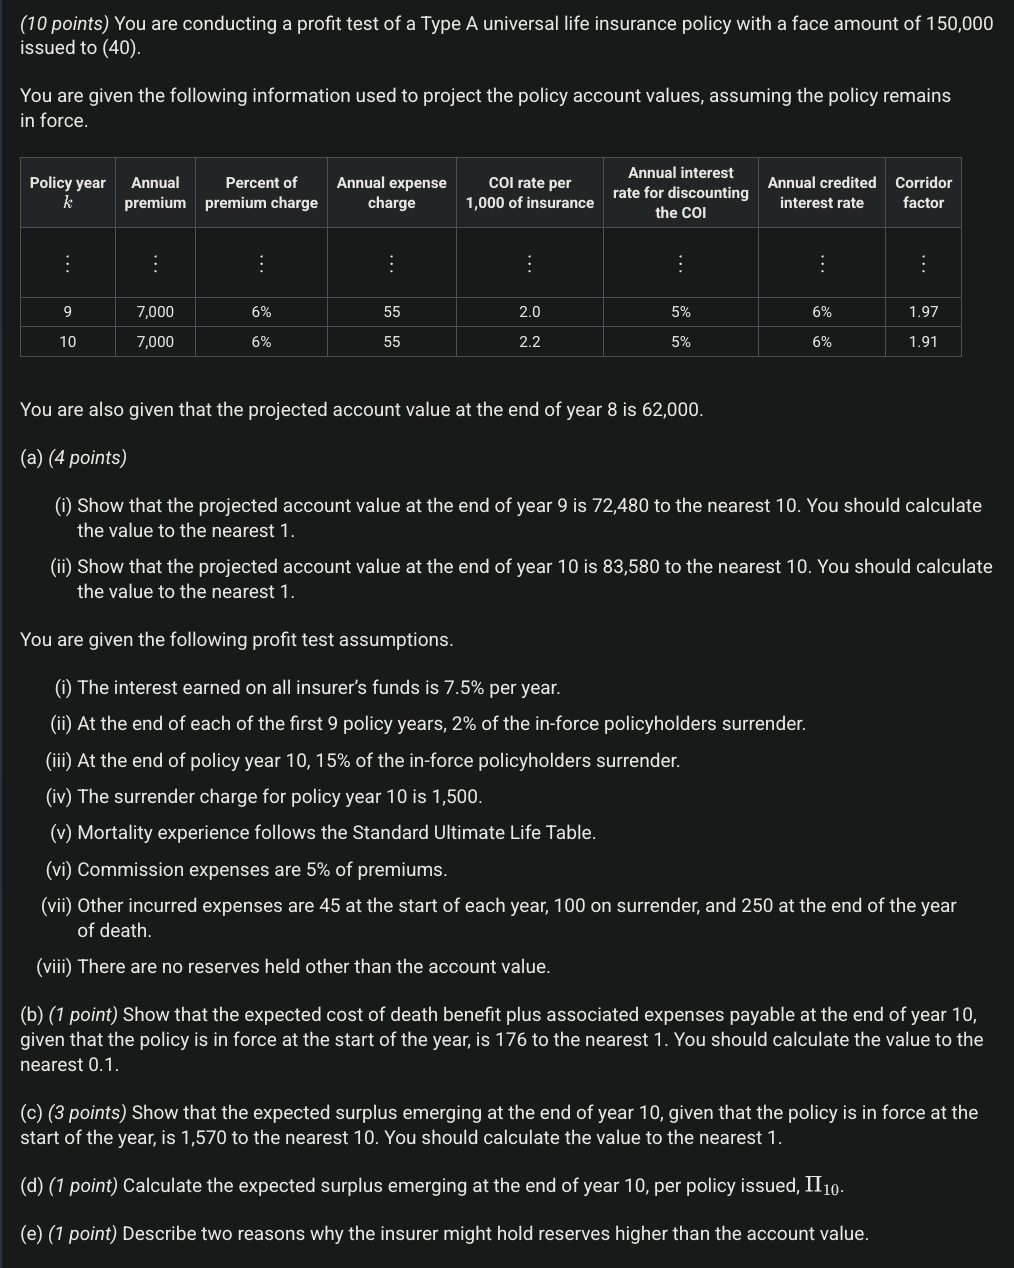 (10 points) You are conducting a profit test of a Type A universal life insurance policy with a face amount of 150,000
issued to (40).
You are given the following information used to project the policy account values, assuming the policy remains
in force.
Policy year k | Annual premium | Percent of premium charge | Annual expense charge | COI rate per 1,000 of insurance | Annual interest rate for discounting the COI | Annual credited interest rate | Corridor factor
⋮ | ⋮ | ⋮ | ⋮ | ⋮ | ⋮ | ⋮ | ⋮
9 | 7,000 | 6% | 55 | 2.0 | 5% | 6% | 1.97
10 | 7,000 | 6% | 55 | 2.2 | 5% | 6% | 1.91
You are also given that the projected account value at the end of year 8 is 62,000.
(a) (4 points)
(i) Show that the projected account value at the end of year 9 is 72,480 to the nearest 10. You should calculate
the value to the nearest 1.
(ii) Show that the projected account value at the end of year 10 is 83,580 to the nearest 10. You should calculate
the value to the nearest 1.
You are given the following profit test assumptions.
(i) The interest earned on all insurer’s funds is 7.5% per year.
(ii) At the end of each of the first 9 policy years, 2% of the in-force policyholders surrender.
(iii) At the end of policy year 10, 15% of the in-force policyholders surrender.
(iv) The surrender charge for policy year 10 is 1,500.
(v) Mortality experience follows the Standard Ultimate Life Table.
(vi) Commission expenses are 5% of premiums.
(vii) Other incurred expenses are 45 at the start of each year, 100 on surrender, and 250 at the end of the year
of death.
(viii) There are no reserves held other than the account value.
(b) (1 point) Show that the expected cost of death benefit plus associated expenses payable at the end of year 10,
given that the policy is in force at the start of the year, is 176 to the nearest 1. You should calculate the value to the
nearest 0.1.
(c) (3 points) Show that the expected surplus emerging at the end of year 10, given that the policy is in force at the
start of the year, is 1,570 to the nearest 10. You should calculate the value to the nearest 1.
(d) (1 point) Calculate the expected surplus emerging at the end of year 10, per policy issued, Π₁₀.
(e) (1 point) Describe two reasons why the insurer might hold reserves higher than the account value.